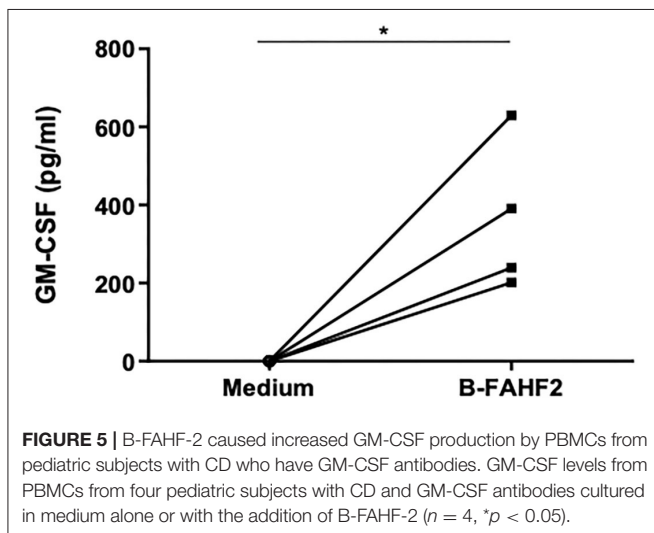 *
800
600
400
200
0
GM-CSF (pg/ml)
Medium
B-FAHF2
FIGURE 5 | B-FAHF-2 caused increased GM-CSF production by PBMCs from
pediatric subjects with CD who have GM-CSF antibodies. GM-CSF levels from
PBMCs from four pediatric subjects with CD and GM-CSF antibodies cultured
in medium alone or with the addition of B-FAHF-2 (n = 4, *p < 0.05).